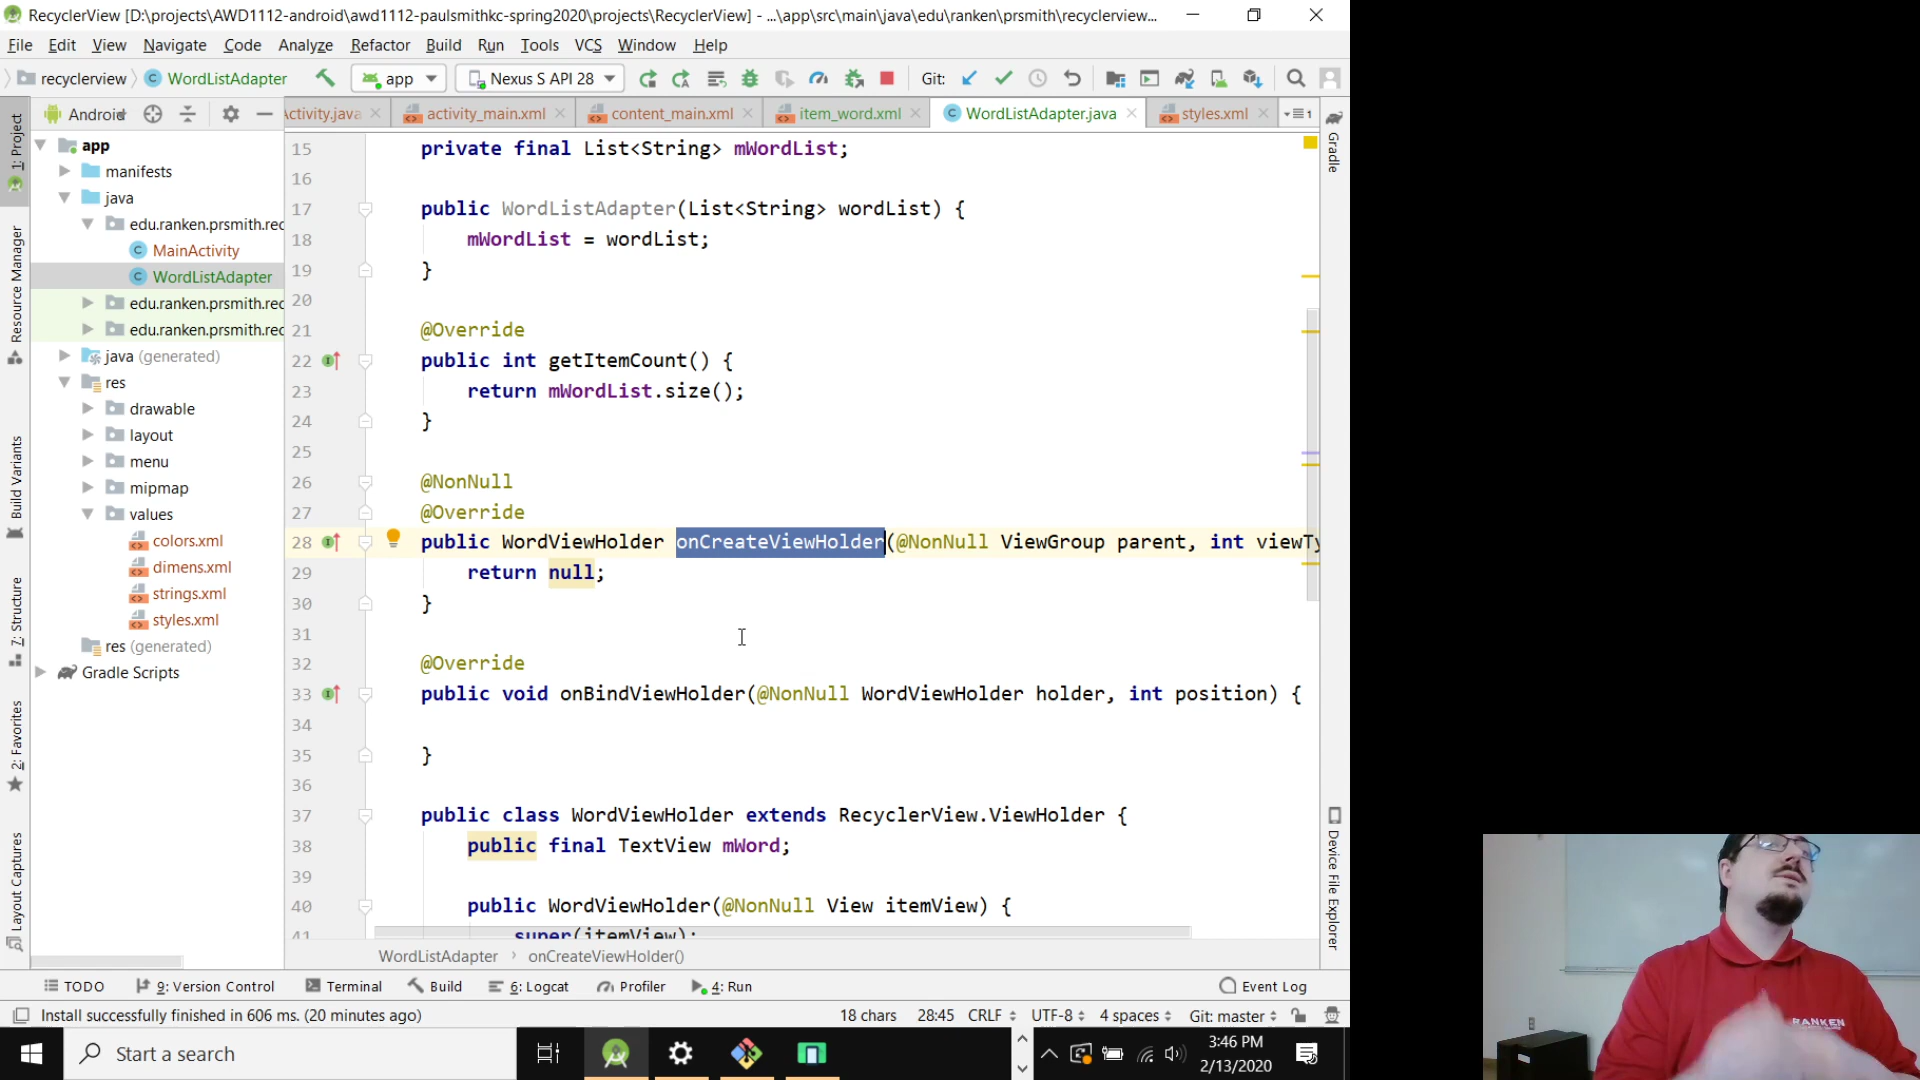 RecyclerView [D:\projects\AWD1112-android\awd1112-paulsmithkc-spring2020\projects\RecyclerView] - ...\app\src\main\java\edu\ranken\prsmith\recyclerview...
File Edit View Navigate Code Analyze Refactor Build Run Tools VCS Window Help
recyclerview WordListAdapter app Nexus S API 28 Git:
Android ctivity.java activity_main.xml content_main.xml item_word.xml WordListAdapter.java styles.xml
1: Project
Resource Manager
Build Variants
7: Structure
2: Favorites
Layout Captures
app
manifests
java
edu.ranken.prsmith.rec
MainActivity
WordListAdapter
edu.ranken.prsmith.rec
edu.ranken.prsmith.rec
java (generated)
res
drawable
layout
menu
mipmap
values
colors.xml
dimens.xml
strings.xml
styles.xml
res (generated)
Gradle Scripts
15 private final List<String> mWordList;
16
17 public WordListAdapter(List<String> wordList) {
18 mWordList = wordList;
19 }
20
21 @Override
22 public int getItemCount() {
23 return mWordList.size();
24 }
25
26 @NonNull
27 @Override
28 public WordViewHolder onCreateViewHolder(@NonNull ViewGroup parent, int viewTy
29 return null;
30 }
31
32 @Override
33 public void onBindViewHolder(@NonNull WordViewHolder holder, int position) {
34
35 }
36
37 public class WordViewHolder extends RecyclerView.ViewHolder {
38 public final TextView mWord;
39
40 public WordViewHolder(@NonNull View itemView) {
41 super(itemView);
Gradle
Device File Explorer
WordListAdapter › onCreateViewHolder()
TODO 9: Version Control Terminal Build 6: Logcat Profiler 4: Run Event Log
Install successfully finished in 606 ms. (20 minutes ago) 18 chars 28:45 CRLF UTF-8 4 spaces Git: master
Start a search
3:46 PM
2/13/2020
RANKEN